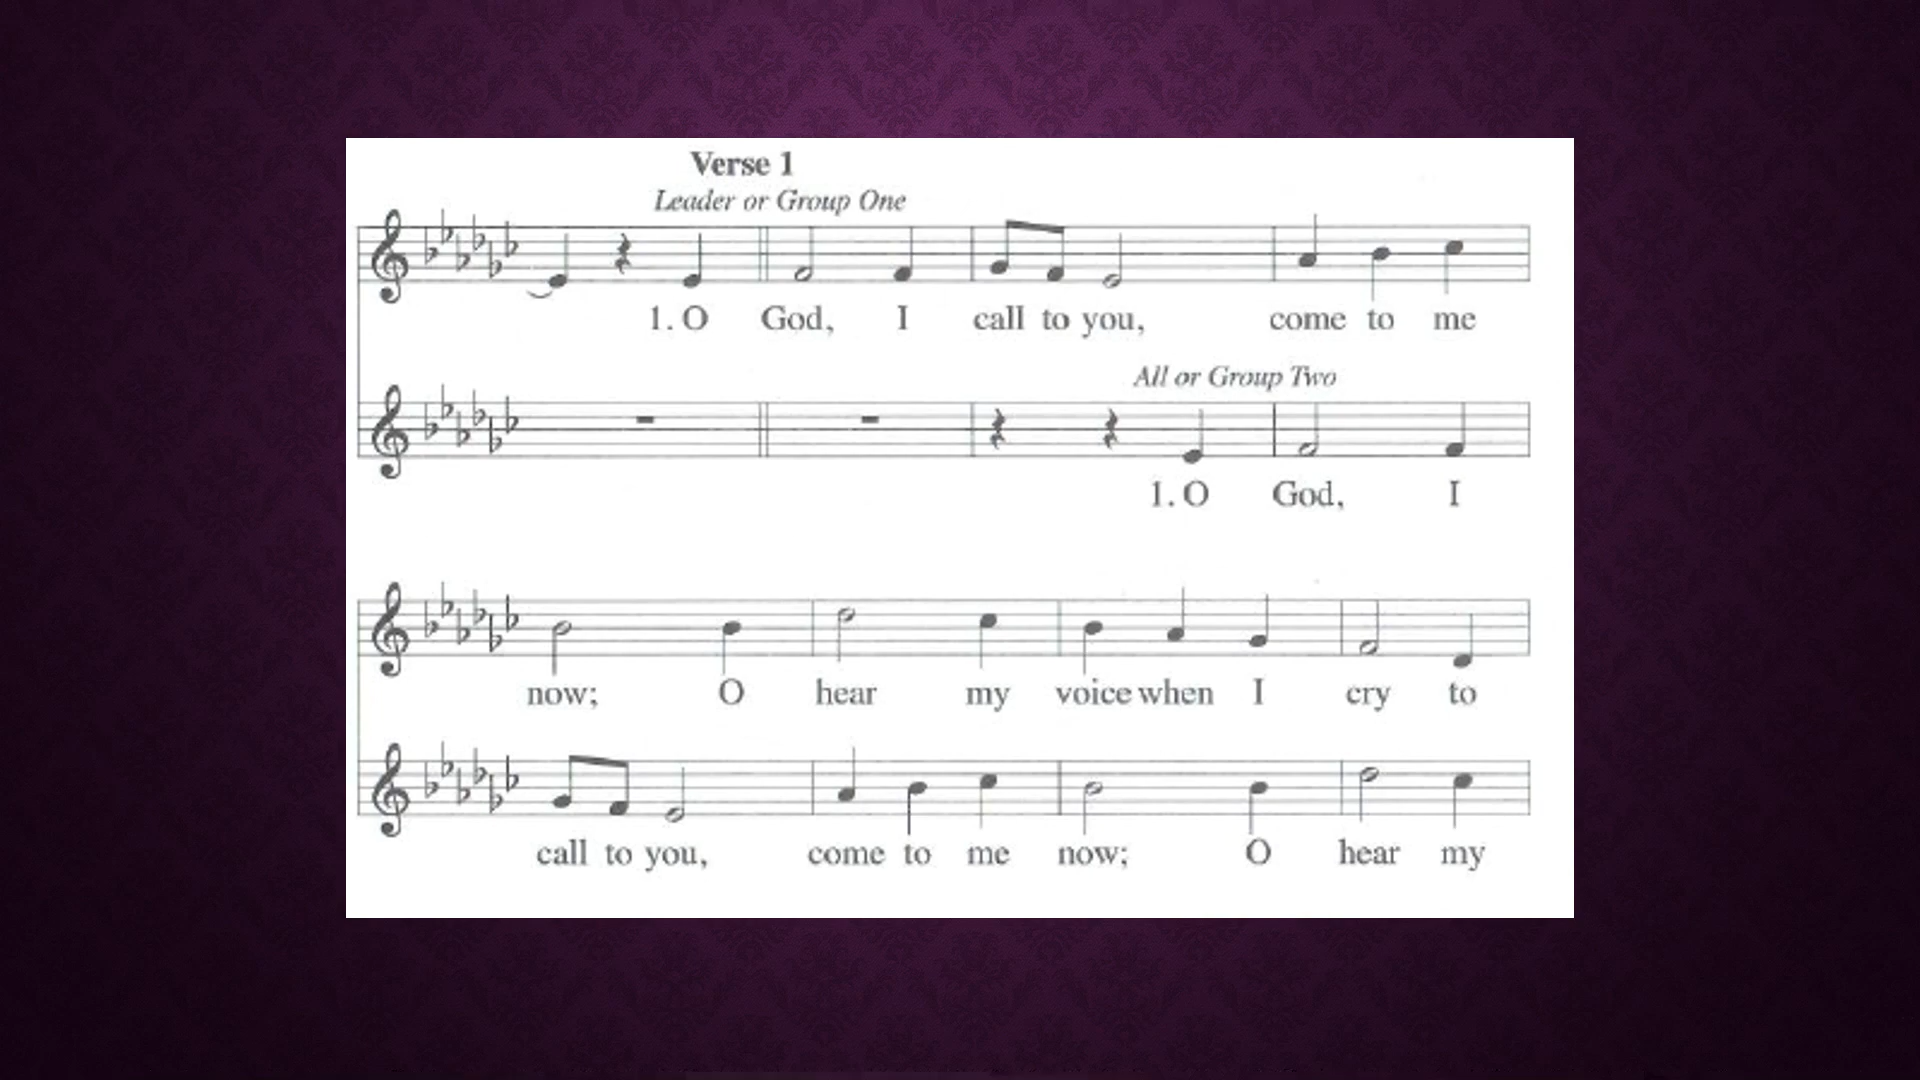 Verse 1
Leader or Group One
1. O God, I call to you, come to me
All or Group Two
1. O God, I
now; O hear my voice when I cry to
call to you, come to me now; O hear my